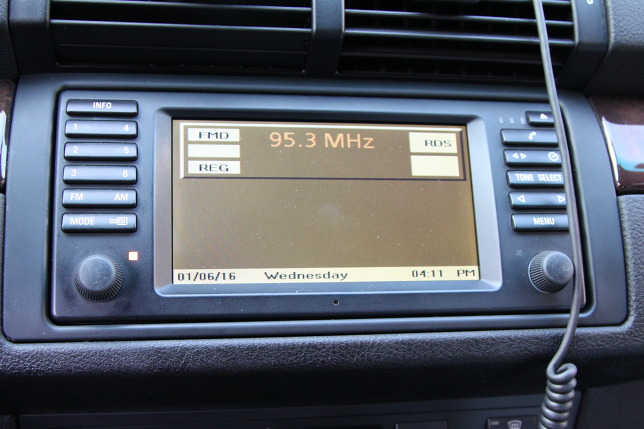 INFO
1 4
2 5
3 6
FM AM
MODE
FMD
95.3 MHz
RDS
REG
01/06/16 Wednesday 04:11 PM
TONE SELECT
MENU